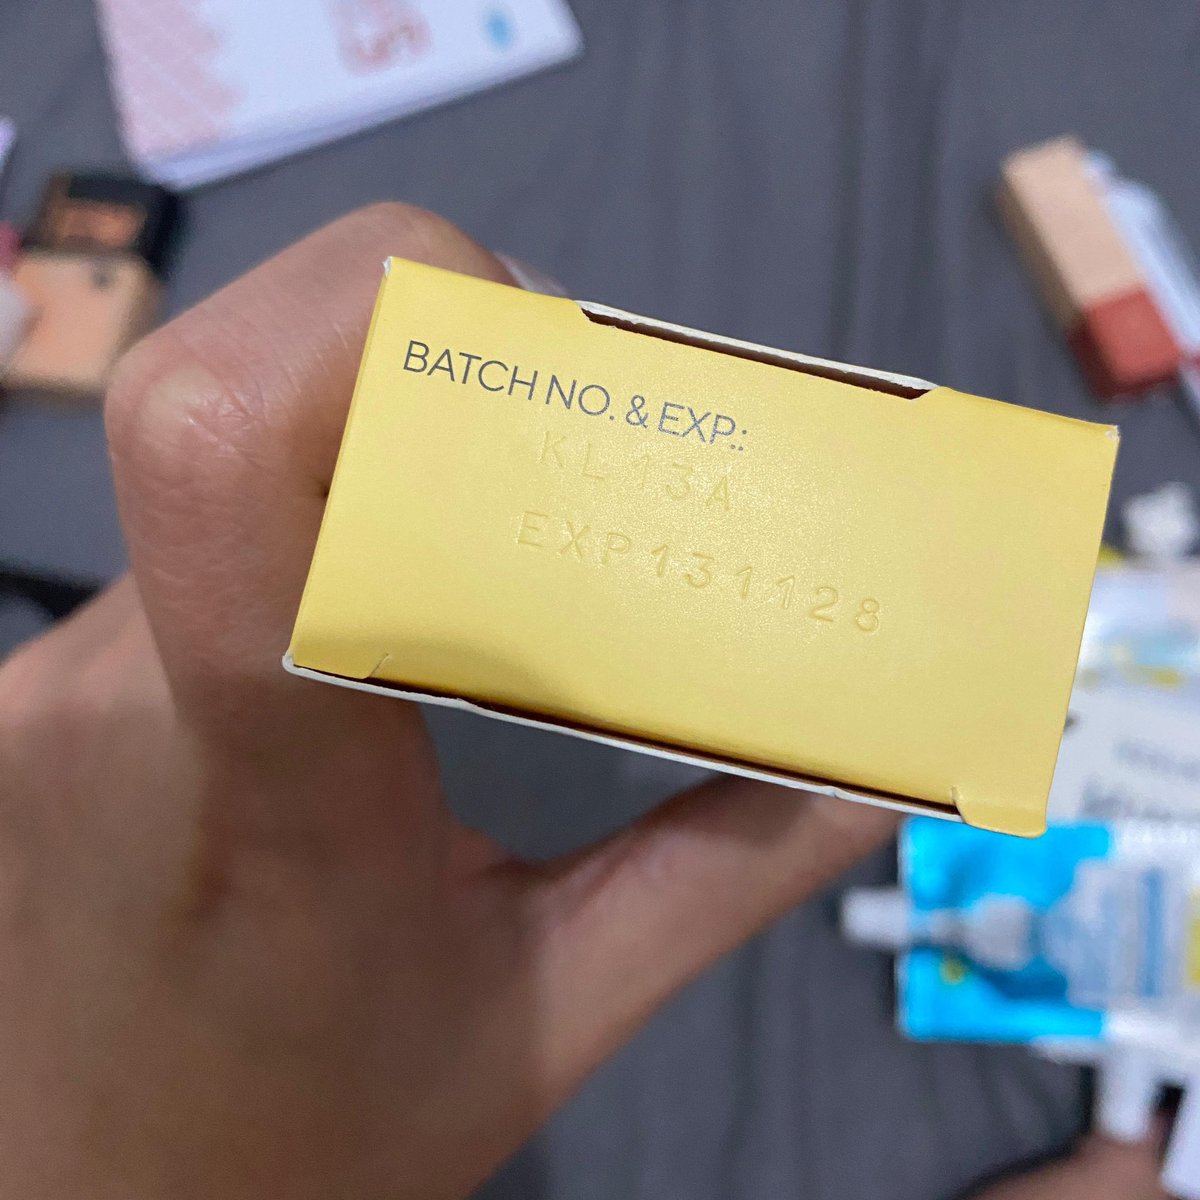 BATCH NO. & EXP.:
KL13A
EXP131128